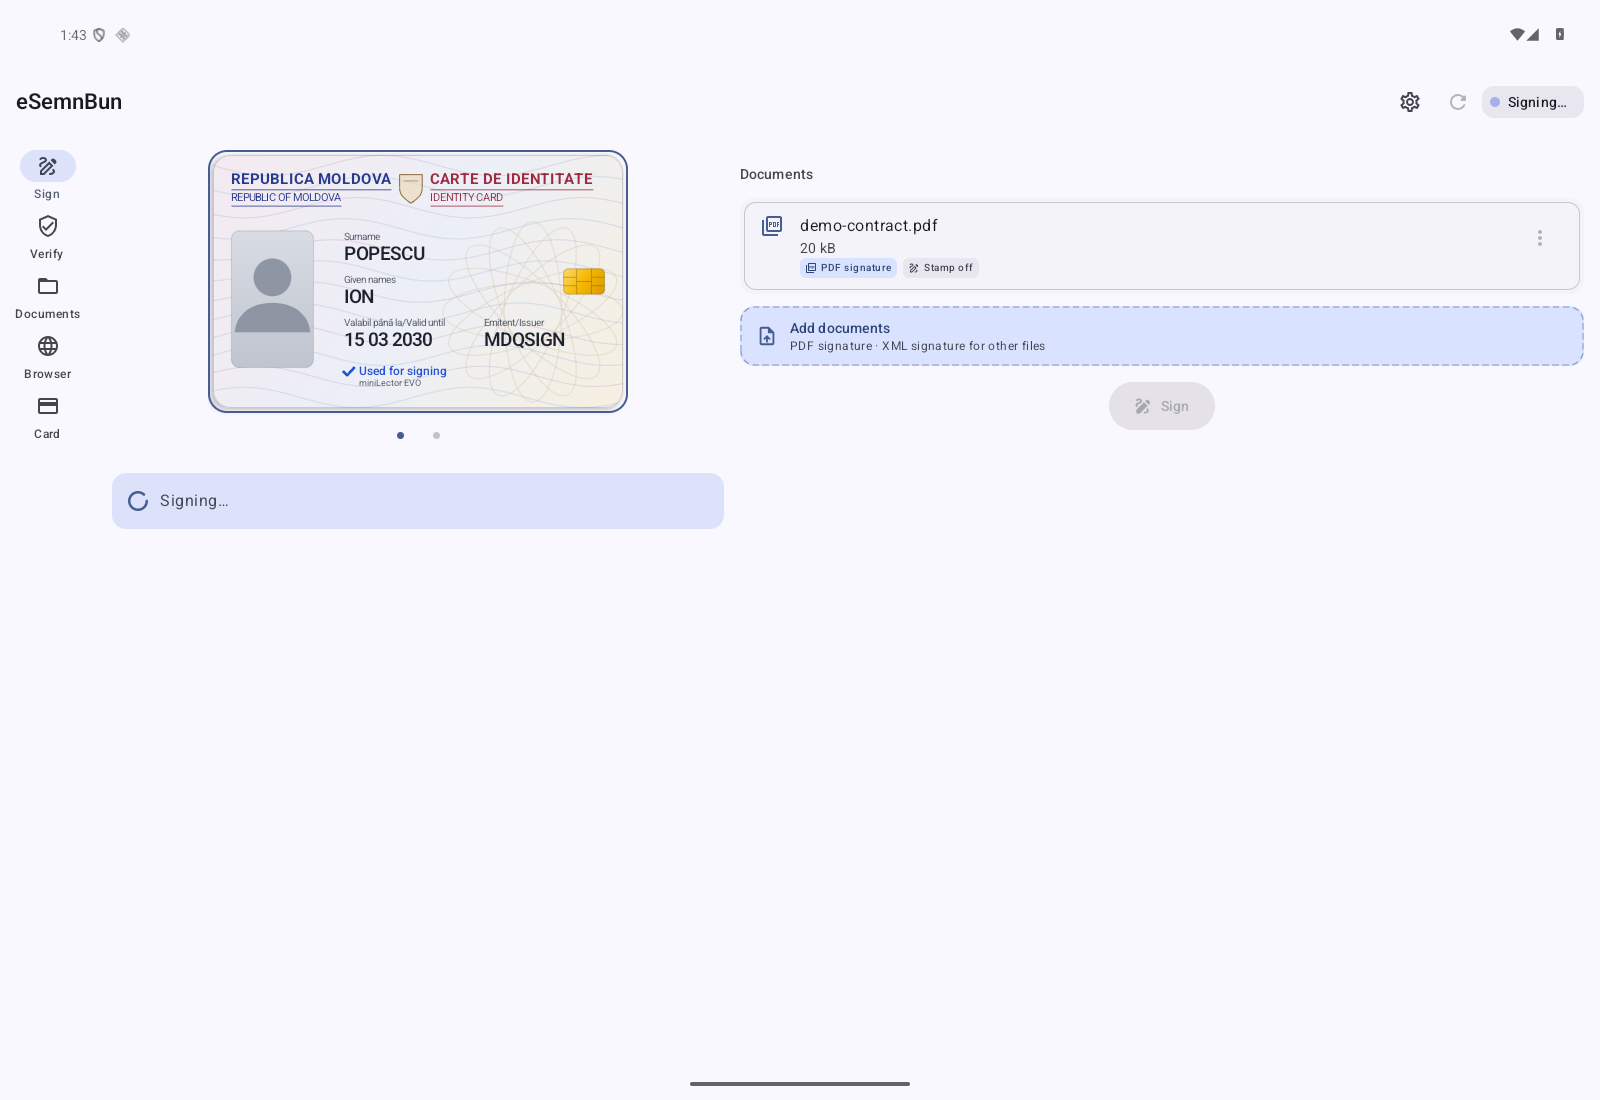 1:43
eSemnBun
Signing...
Sign
Verify
Documents
Browser
Card
REPUBLICA MOLDOVA
REPUBLIC OF MOLDOVA
CARTE DE IDENTITATE
IDENTITY CARD
Surname
POPESCU
Given names
ION
Valabil până la/Valid until
15 03 2030
Emitent/Issuer
MDQSIGN
Used for signing
miniLector EVO
Signing...
Documents
demo-contract.pdf
20 kB
PDF signature
Stamp off
Add documents
PDF signature · XML signature for other files
Sign